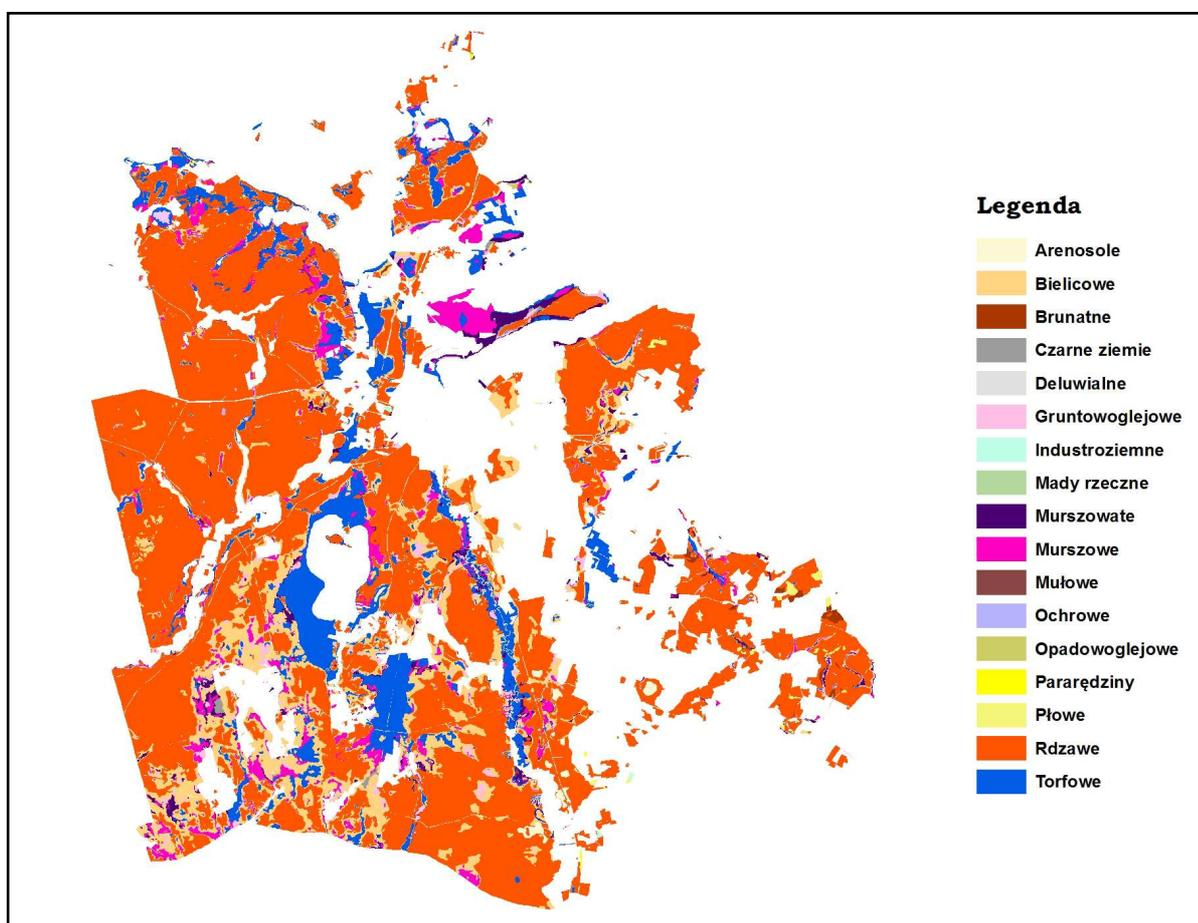 Legenda
Arenosole
Bielicowe
Brunatne
Czarne ziemie
Deluwialne
Gruntowoglejowe
Industroziemne
Mady rzeczne
Murszowate
Murszowe
Mułowe
Ochrowe
Opadowoglejowe
Pararędziny
Płowe
Rdzawe
Torfowe